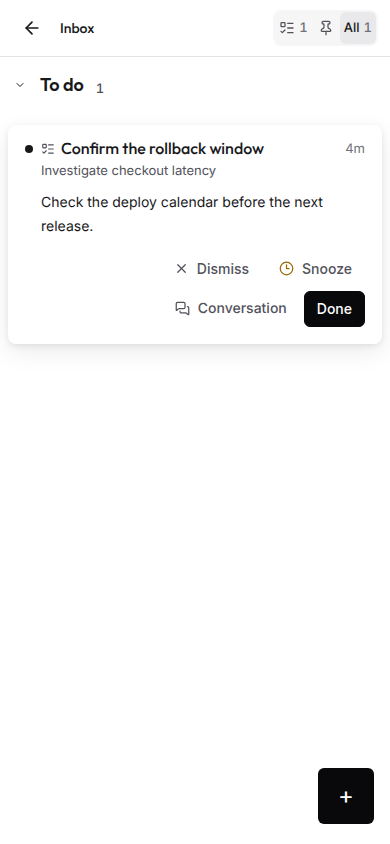 Inbox
1
All 1
To do 1
Confirm the rollback window 4m
Investigate checkout latency
Check the deploy calendar before the next
release.
Dismiss Snooze
Conversation Done
+